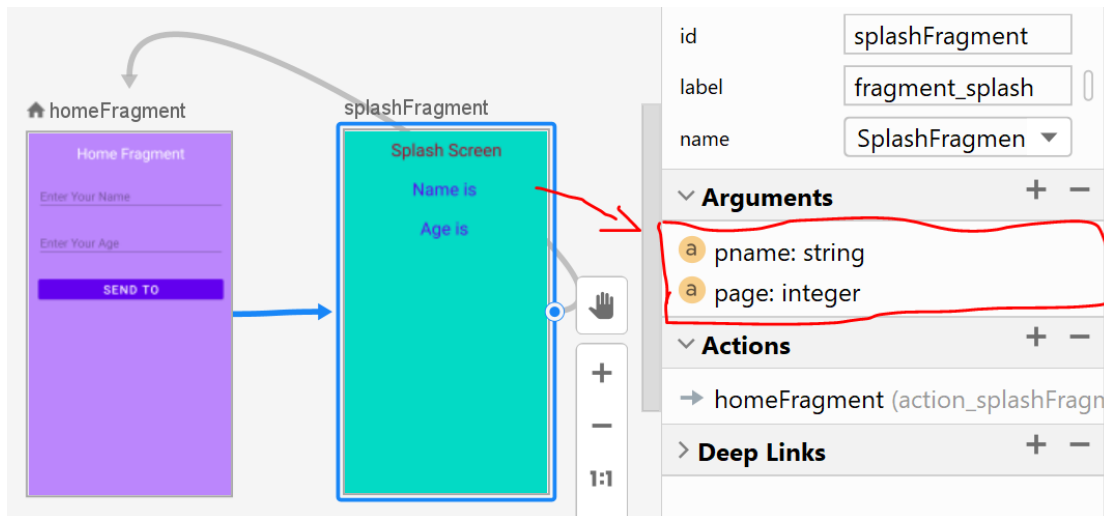 homeFragment
Home Fragment
Enter Your Name
Enter Your Age
SEND TO
splashFragment
Splash Screen
Name is
Age is
+
−
1:1
id splashFragment
label fragment_splash
name SplashFragmen
Arguments + −
a pname: string
a page: integer
Actions + −
homeFragment (action_splashFragm
Deep Links + −